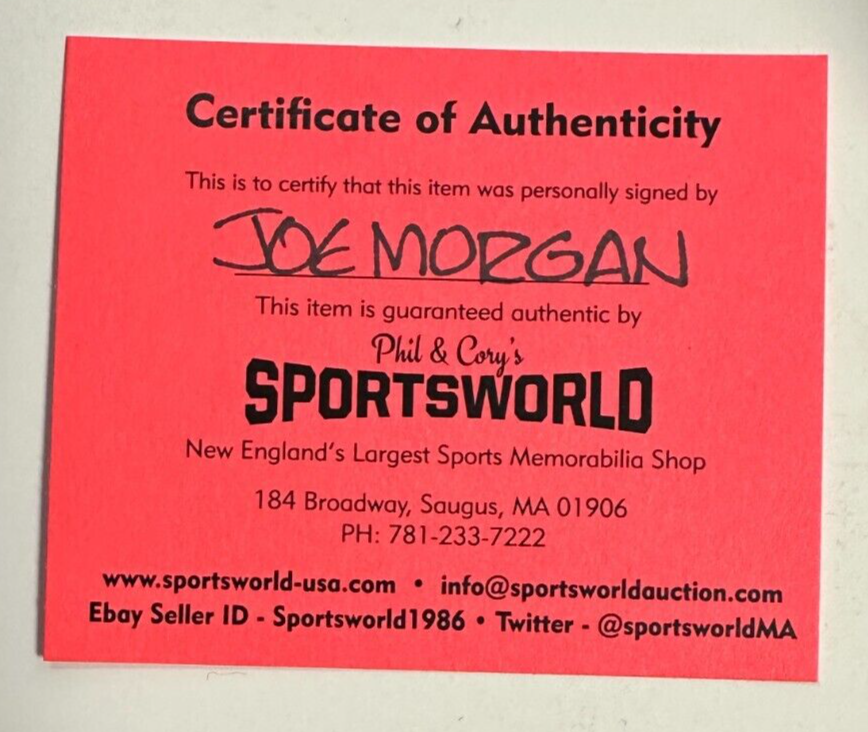 Certificate of Authenticity
This is to certify that this item was personally signed by
JOE MORGAN
This item is guaranteed authentic by
Phil & Cory's
SPORTSWORLD
New England's Largest Sports Memorabilia Shop
184 Broadway, Saugus, MA 01906
PH: 781-233-7222
www.sportsworld-usa.com • info@sportsworldauction.com
Ebay Seller ID - Sportsworld1986 • Twitter - @sportsworldMA